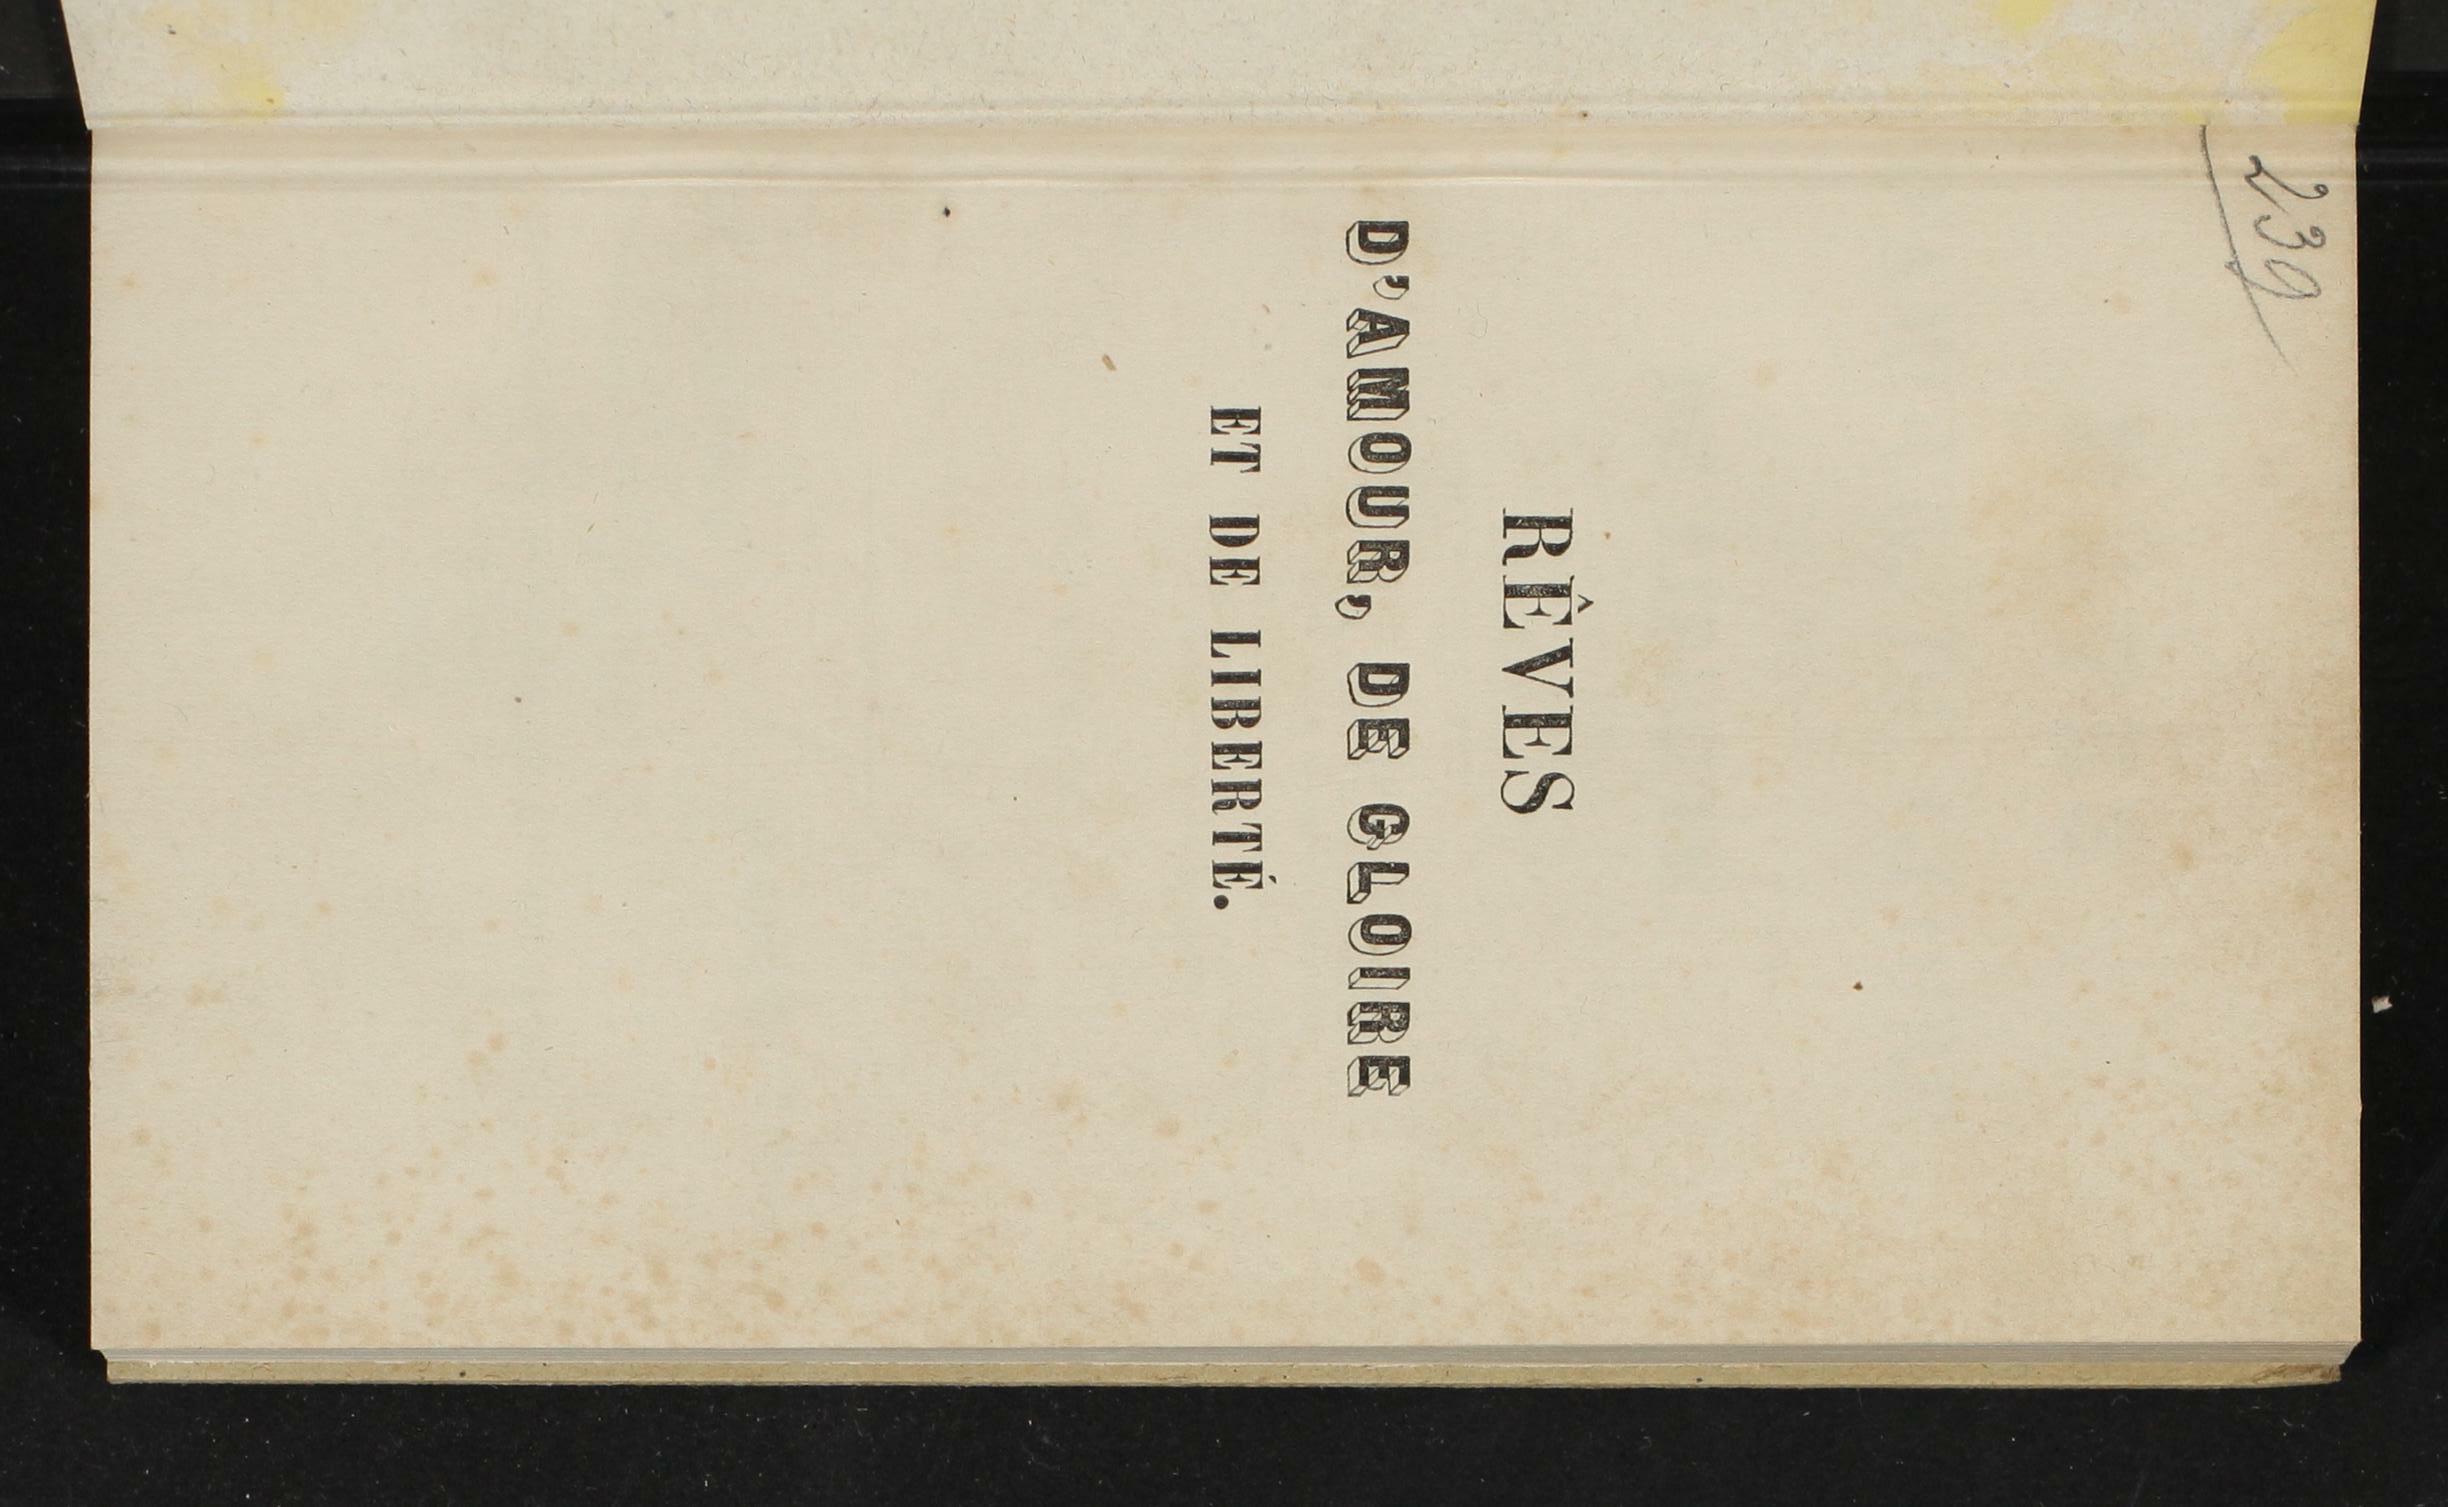 239
RÊVES
D'AMOUR, DE GLOIRE
ET DE LIBERTÉ.